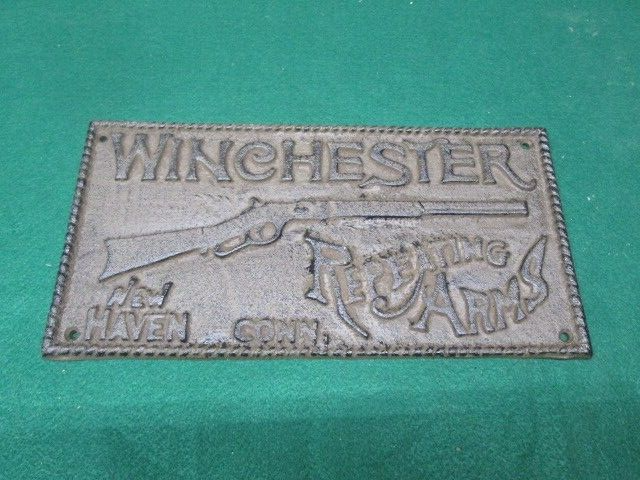 WINCHESTER
REPEATING
ARMS
NEW
HAVEN CONN.